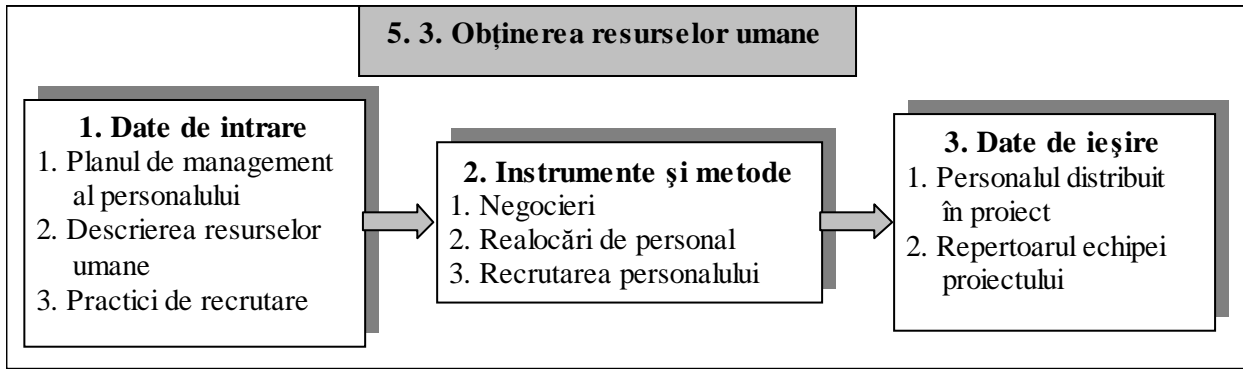 5. 3. Obținerea resurselor umane
1. Date de intrare
1. Planul de management
al personalului
2. Descrierea resurselor
umane
3. Practici de recrutare
2. Instrumente şi metode
1. Negocieri
2. Realocări de personal
3. Recrutarea personalului
3. Date de ieşire
1. Personalul distribuit
în proiect
2. Repertoarul echipei
proiectului